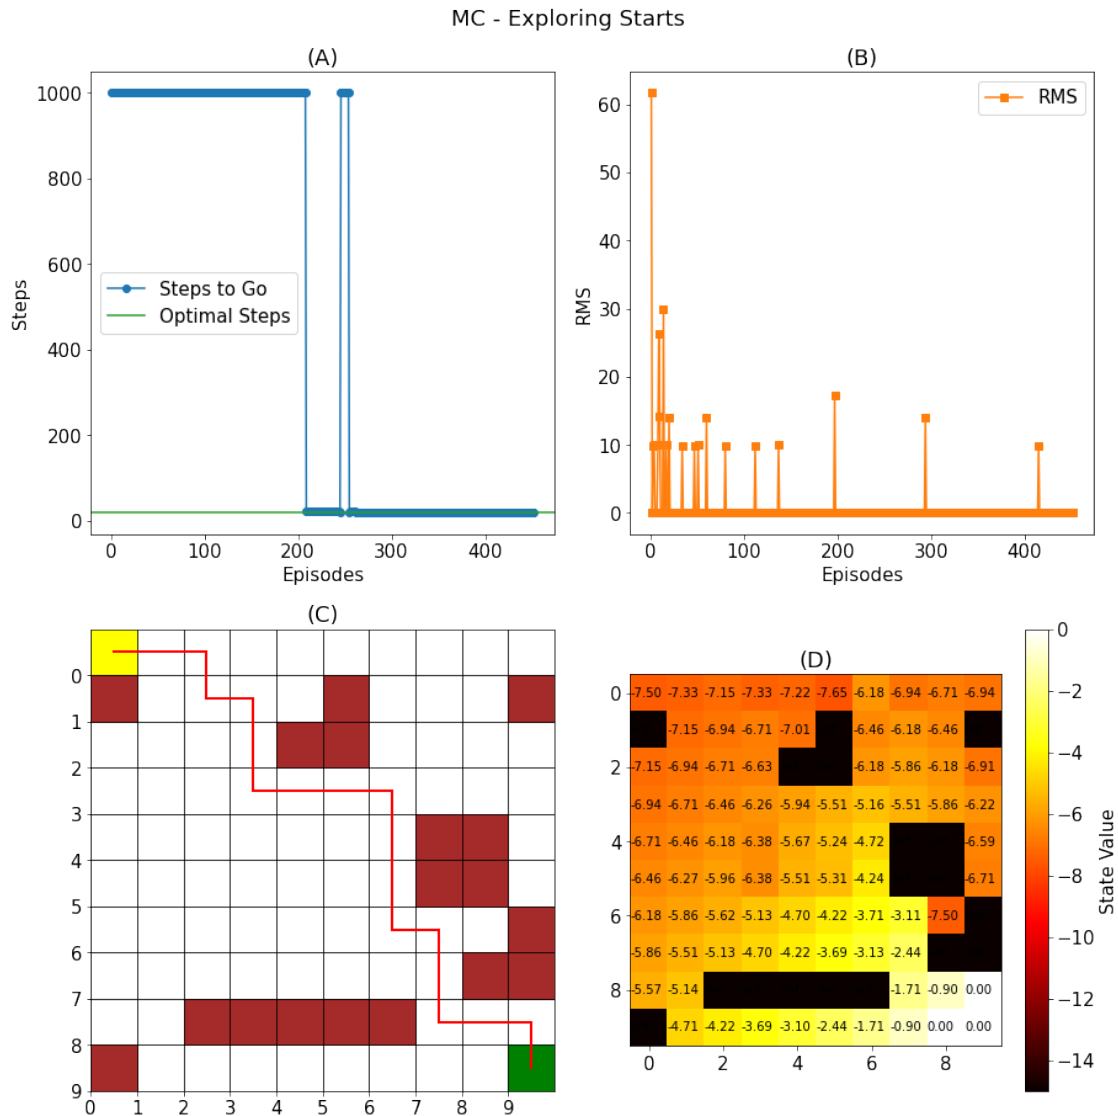 MC - Exploring Starts
(A)
1000
800
600
400
200
0
Steps
Steps to Go
Optimal Steps
0 100 200 300 400
Episodes
(B)
60
50
40
30
20
10
0
RMS
RMS
0 100 200 300 400
Episodes
(C)
0
1
2
3
4
5
6
7
8
9
0 1 2 3 4 5 6 7 8 9
(D)
0
2
4
6
8
-7.50 -7.33 -7.15 -7.33 -7.22 -7.65 -6.18 -6.94 -6.71 -6.94
-7.15 -6.94 -6.71 -7.01 -6.46 -6.18 -6.46
-7.15 -6.94 -6.71 -6.63 -6.18 -5.86 -6.18 -6.91
-6.94 -6.71 -6.46 -6.26 -5.94 -5.51 -5.16 -5.51 -5.86 -6.22
-6.71 -6.46 -6.18 -6.38 -5.67 -5.24 -4.72 -6.59
-6.46 -6.27 -5.96 -6.38 -5.51 -5.31 -4.24 -6.71
-6.18 -5.86 -5.62 -5.13 -4.70 -4.22 -3.71 -3.11 -7.50
-5.86 -5.51 -5.13 -4.70 -4.22 -3.69 -3.13 -2.44
-5.57 -5.14 -1.71 -0.90 0.00
-4.71 -4.22 -3.69 -3.10 -2.44 -1.71 -0.90 0.00 0.00
0 2 4 6 8
0
−2
−4
−6
−8
−10
−12
−14
State Value